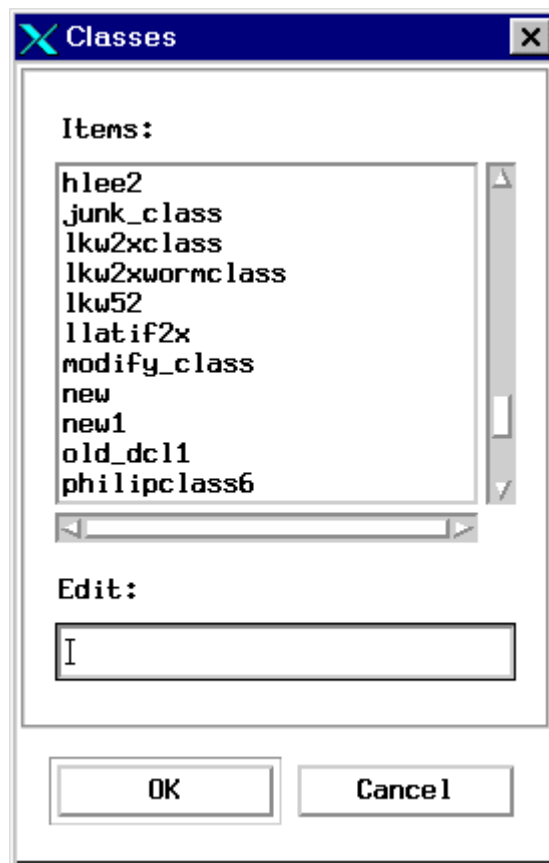 Classes
Items:
hlee2
junk_class
lkw2xclass
lkw2xwormclass
lkw52
llatif2x
modify_class
new
new1
old_dcl1
philipclass6
Edit:
OK
Cancel